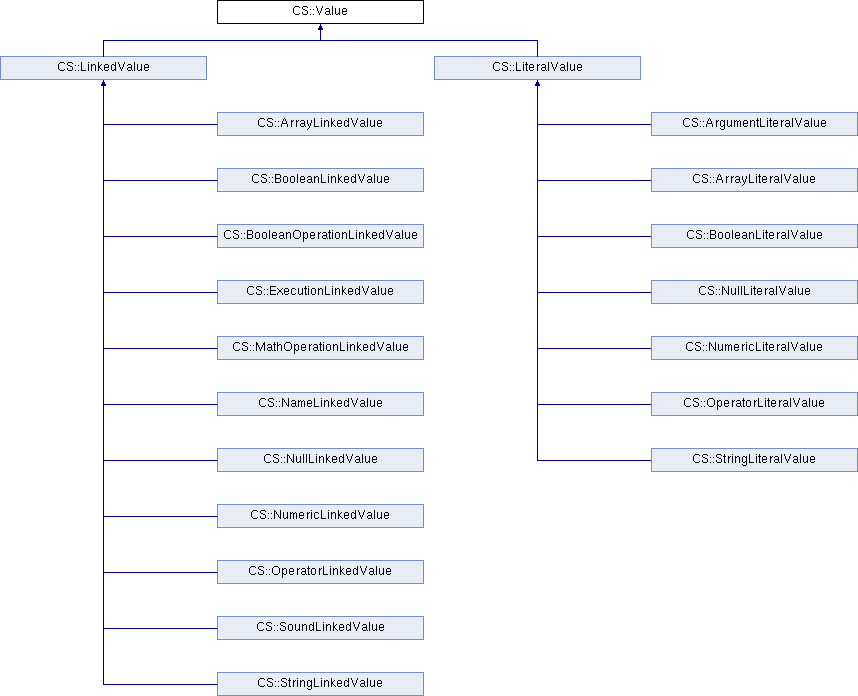 CS::Value
CS::LinkedValue
CS::LiteralValue
CS::ArrayLinkedValue
CS::ArgumentLiteralValue
CS::BooleanLinkedValue
CS::ArrayLiteralValue
CS::BooleanOperationLinkedValue
CS::BooleanLiteralValue
CS::ExecutionLinkedValue
CS::NullLiteralValue
CS::MathOperationLinkedValue
CS::NumericLiteralValue
CS::NameLinkedValue
CS::OperatorLiteralValue
CS::NullLinkedValue
CS::StringLiteralValue
CS::NumericLinkedValue
CS::OperatorLinkedValue
CS::SoundLinkedValue
CS::StringLinkedValue